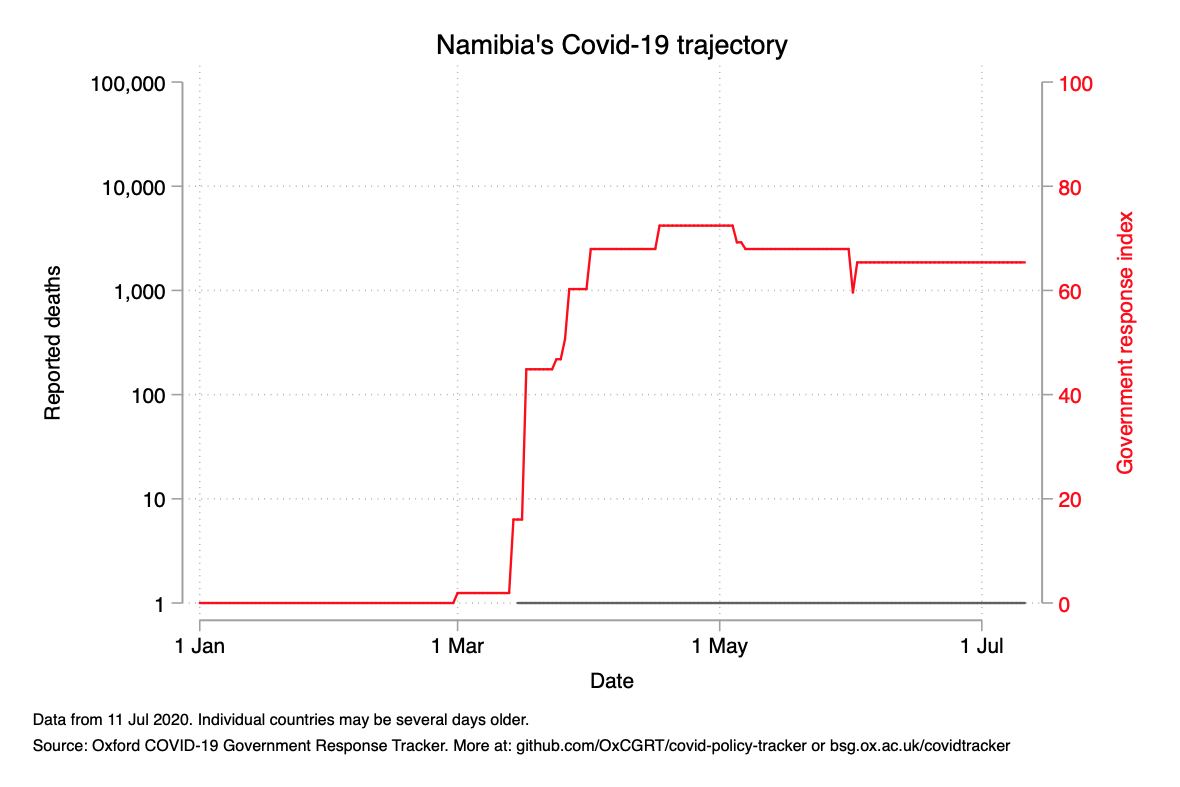 Namibia's Covid-19 trajectory
100,000
10,000
1,000
100
10
1
Reported deaths
100
80
60
40
20
0
Government response index
1 Jan
1 Mar
1 May
1 Jul
Date
Data from 11 Jul 2020. Individual countries may be several days older.
Source: Oxford COVID-19 Government Response Tracker. More at: github.com/OxCGRT/covid-policy-tracker or bsg.ox.ac.uk/covidtracker